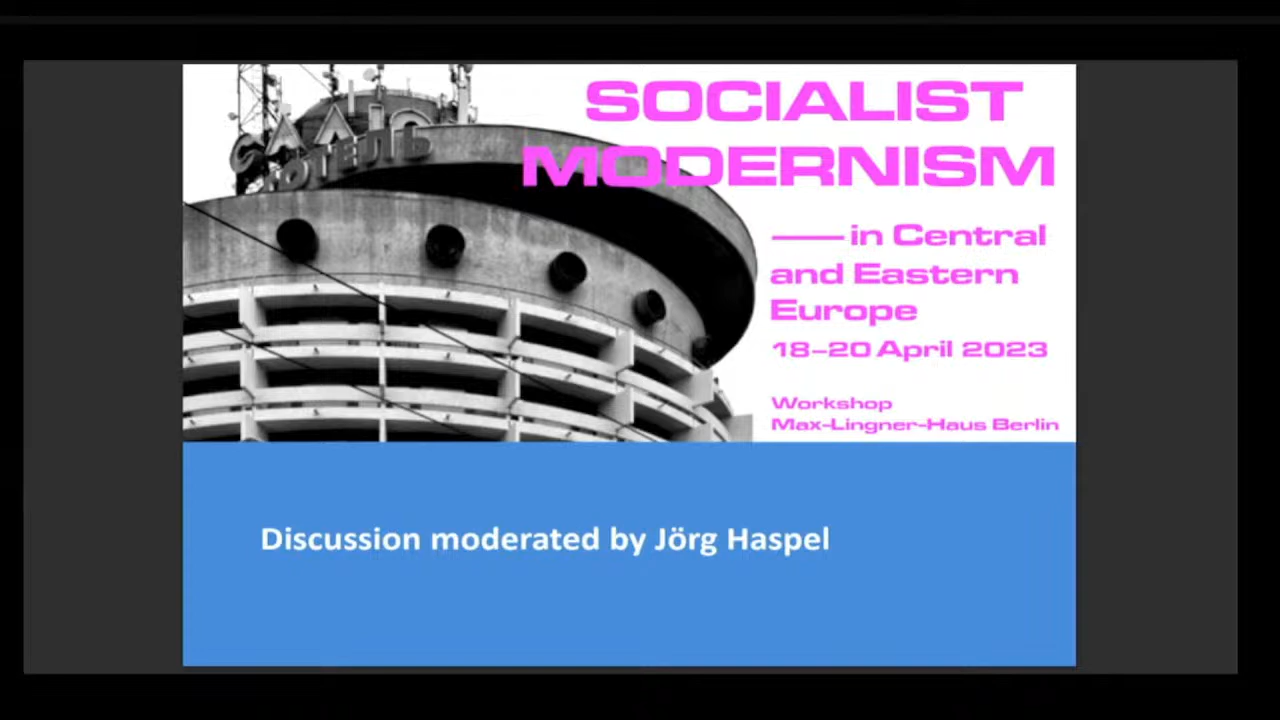 САЛЮ
ГОТЕЛЬ
SOCIALIST
MODERNISM
—in Central
and Eastern
Europe
18–20 April 2023
Workshop
Max-Lingner-Haus Berlin
Discussion moderated by Jörg Haspel